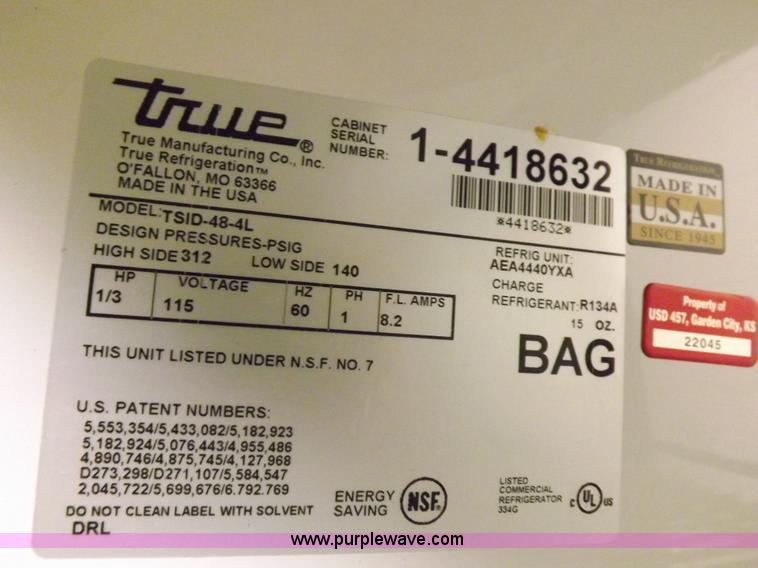 true®
True Manufacturing Co., Inc.
True Refrigeration™
O'FALLON, MO 63366
MADE IN THE USA
CABINET
SERIAL
NUMBER:
1-4418632
*4418632*
MODEL: TSID-48-4L
DESIGN PRESSURES-PSIG
HIGH SIDE 312 LOW SIDE 140
HP VOLTAGE HZ PH F.L. AMPS
1/3 115 60 1 8.2
REFRIG UNIT:
AEA4440YXA
CHARGE
REFRIGERANT: R134A
15 OZ.
BAG
THIS UNIT LISTED UNDER N.S.F. NO. 7
U.S. PATENT NUMBERS:
5,553,354/5,433,082/5,182,923
5,182,924/5,076,443/4,955,486
4,890,746/4,875,745/4,127,968
D273,298/D271,107/5,584,547
2,045,722/5,699,676/6.792.769
DO NOT CLEAN LABEL WITH SOLVENT
DRL
ENERGY
SAVING
NSF®
LISTED
COMMERCIAL
REFRIGERATOR
334G
c UL us
TRUE REFRIGERATION
MADE IN
U.S.A.
SINCE 1945
Property of
USD 457, Garden City, KS
22045
www.purplewave.com